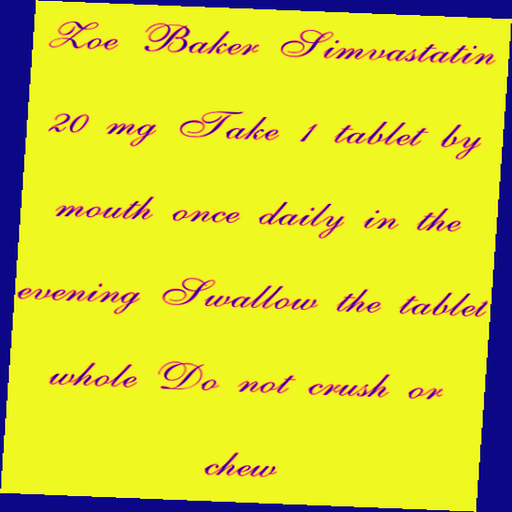 Zoe Baker Simvastatin
20 mg Take 1 tablet by
mouth once daily in the
evening Swallow the tablet
whole Do not crush or
chew